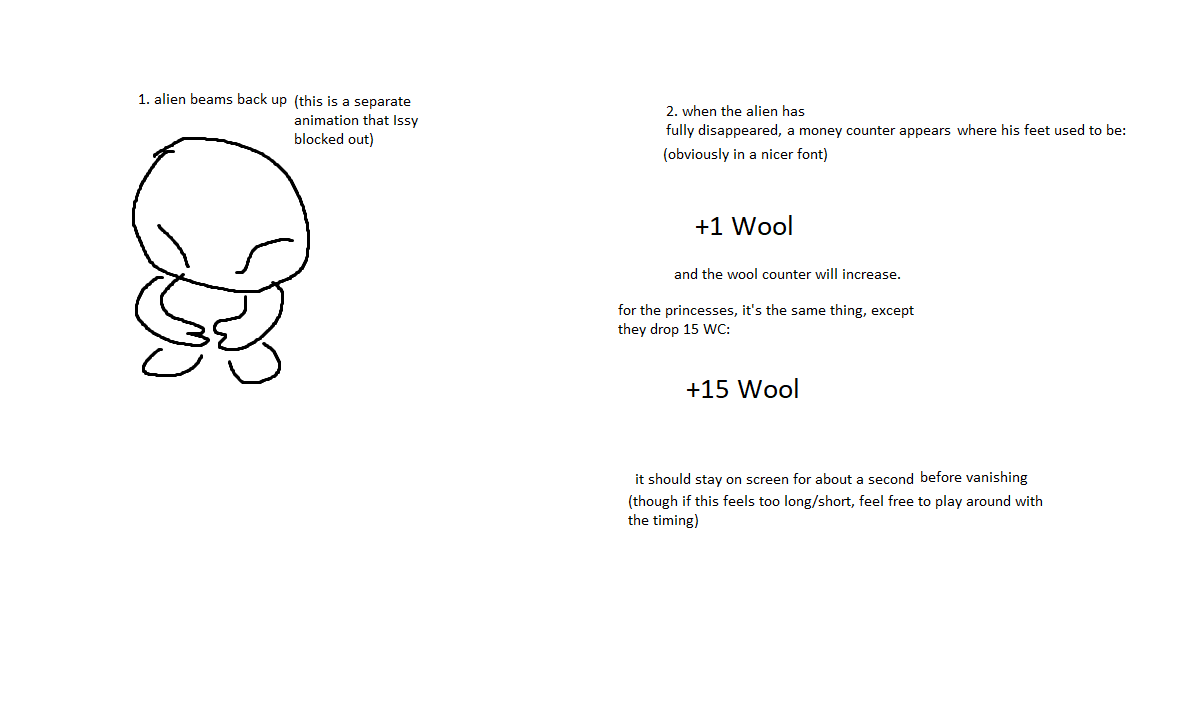 1. alien beams back up (this is a separate
animation that Issy
blocked out)
2. when the alien has
fully disappeared, a money counter appears where his feet used to be:
(obviously in a nicer font)
+1 Wool
and the wool counter will increase.
for the princesses, it's the same thing, except
they drop 15 WC:
+15 Wool
it should stay on screen for about a second before vanishing
(though if this feels too long/short, feel free to play around with
the timing)